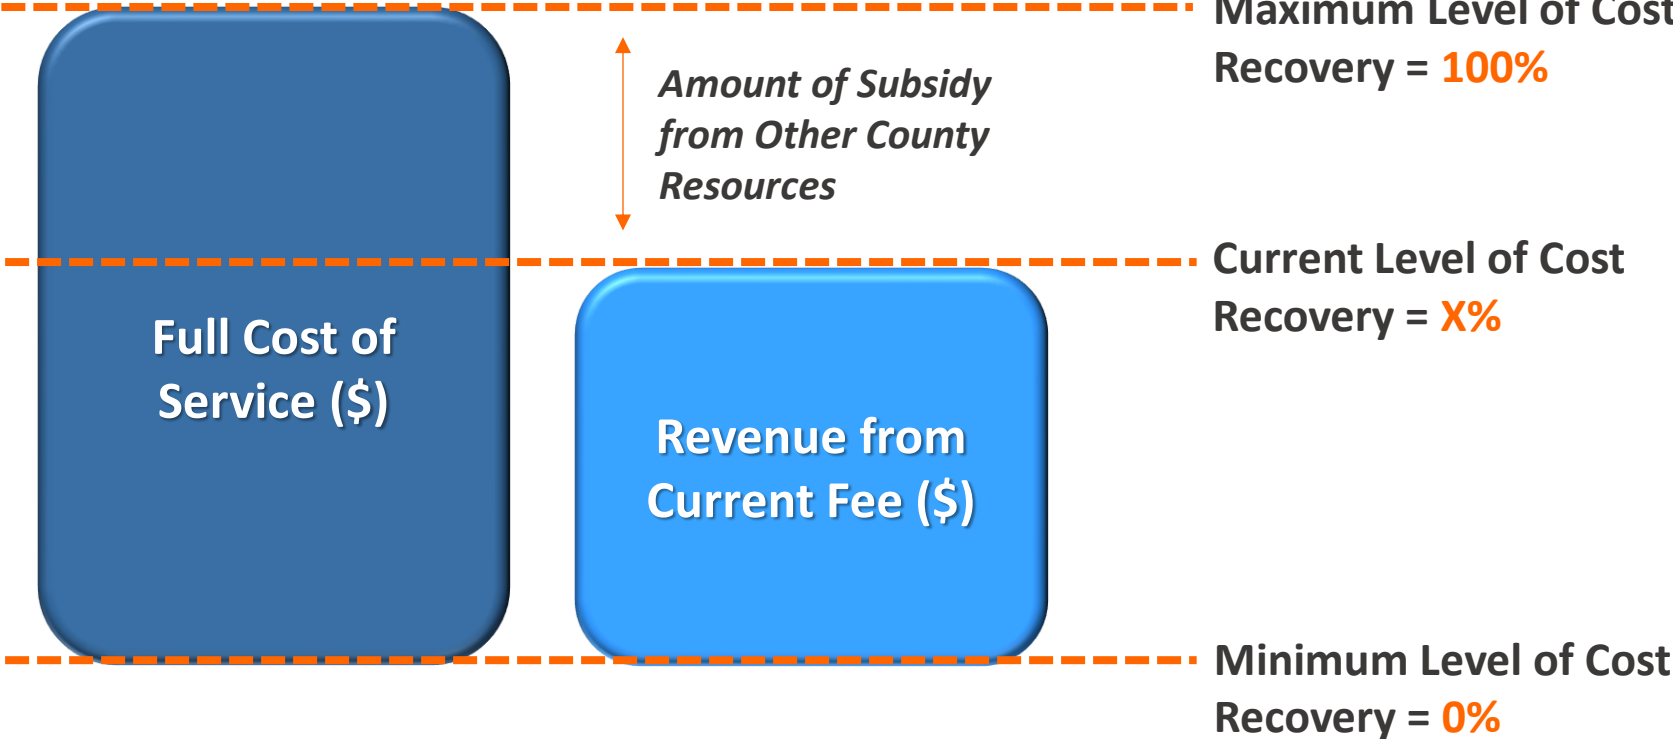 Maximum Level of Cost
Recovery = 100%
Amount of Subsidy
from Other County
Resources
Current Level of Cost
Recovery = X%
Full Cost of
Service ($)
Revenue from
Current Fee ($)
Minimum Level of Cost
Recovery = 0%